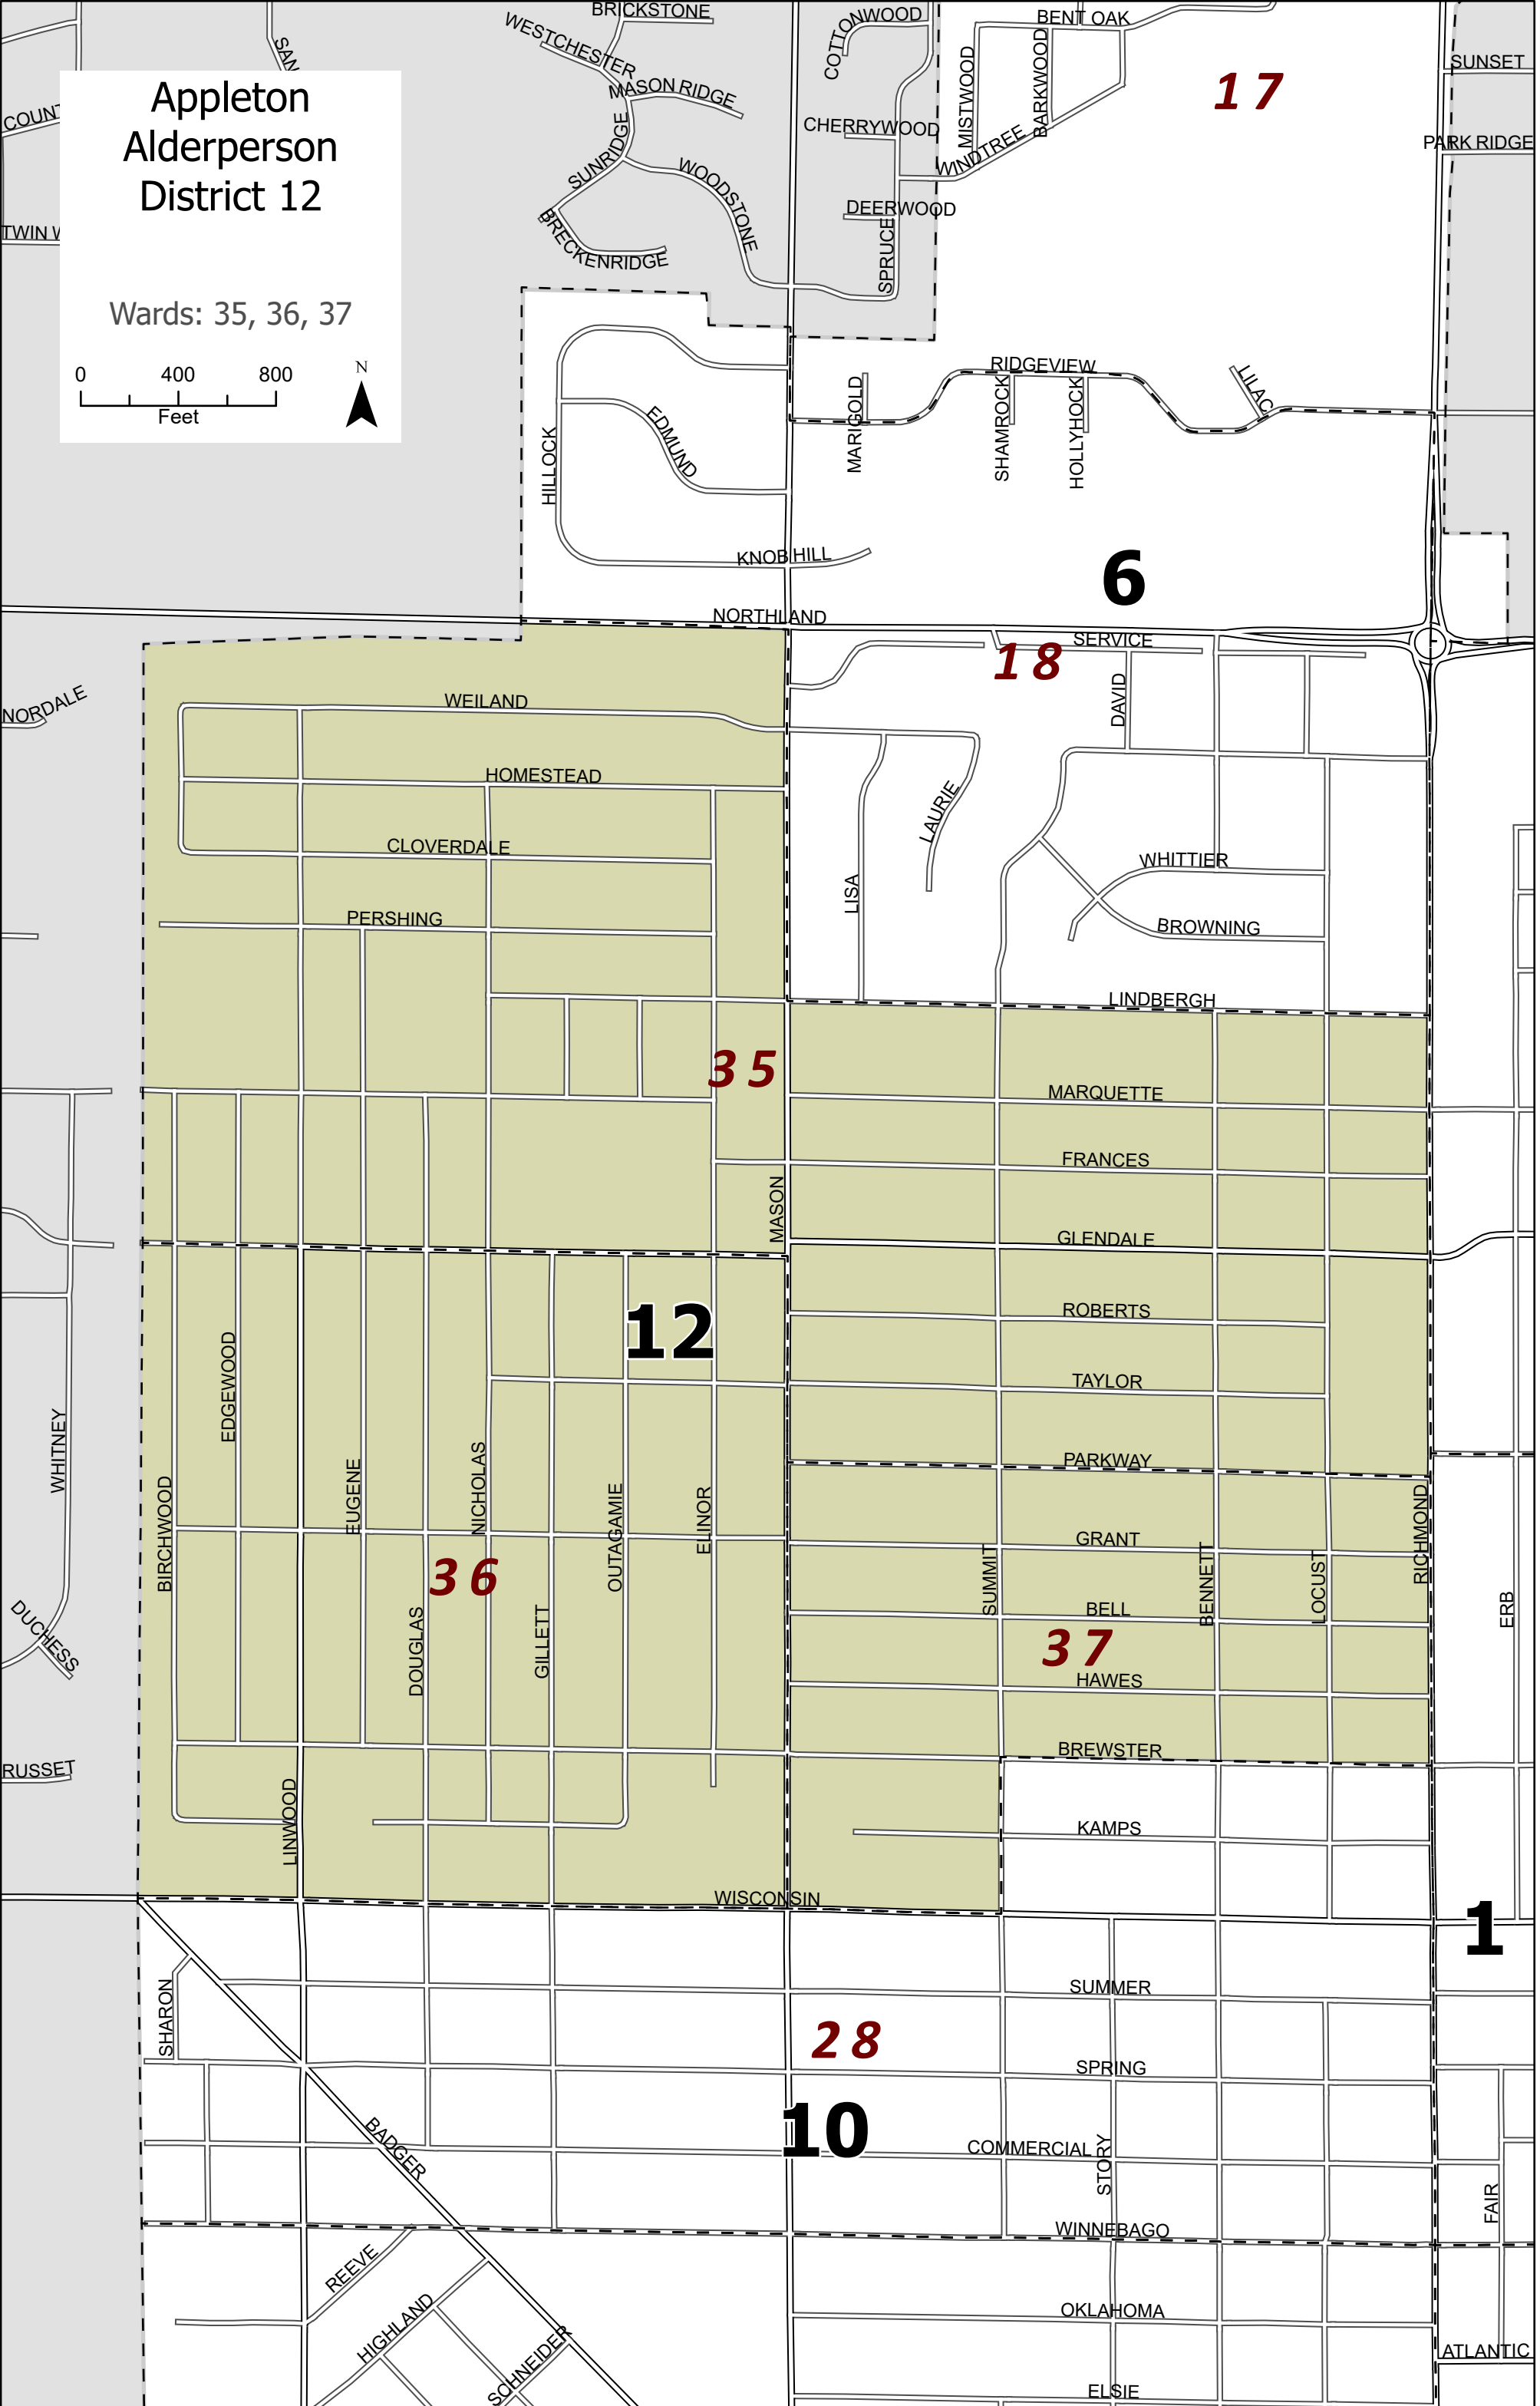 BRICKSTONE
WESTCHESTER
COTTONWOOD
BENT OAK
SAN
MASON RIDGE
MISTWOOD
BARKWOOD
17
SUNSET
Appleton
Alderperson
District 12
COUNT
CHERRYWOOD
WINDTREE
PARK RIDGE
SUNRIDGE
WOODSTONE
DEERWOOD
TWIN W
BRECKENRIDGE
SPRUCE
Wards: 35, 36, 37
0 400 800
Feet
N
RIDGEVIEW
LILAC
HILLOCK
EDMUND
MARIGOLD
SHAMROCK
HOLLYHOCK
KNOB HILL
6
NORTHLAND
SERVICE
18
NORDALE
WEILAND
DAVID
HOMESTEAD
LAURIE
CLOVERDALE
LISA
WHITTIER
PERSHING
BROWNING
LINDBERGH
35
MARQUETTE
FRANCES
MASON
GLENDALE
12
ROBERTS
EDGEWOOD
TAYLOR
WHITNEY
PARKWAY
BIRCHWOOD
EUGENE
NICHOLAS
OUTAGAMIE
ELINOR
RICHMOND
GRANT
36
SUMMIT
BENNETT
LOCUST
ERB
DUCHESS
DOUGLAS
GILLETT
BELL
37
HAWES
RUSSET
BREWSTER
LINWOOD
KAMPS
WISCONSIN
1
SHARON
SUMMER
28
SPRING
10
BADGER
COMMERCIAL
STORY
FAIR
WINNEBAGO
REEVE
HIGHLAND
OKLAHOMA
SCHNEIDER
ATLANTIC
ELSIE